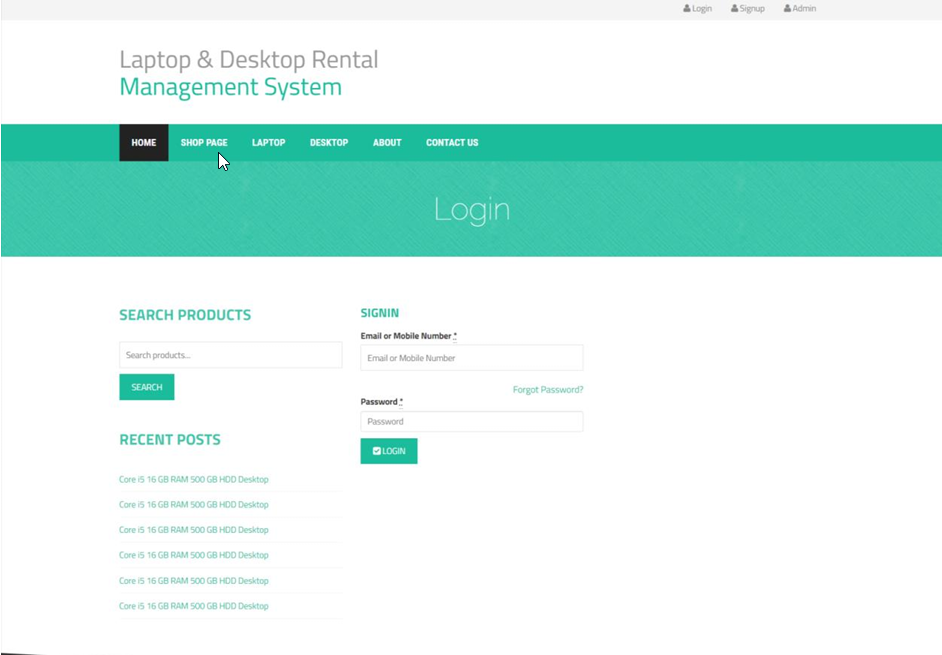 Login Signup Admin
Laptop & Desktop Rental
Management System
HOME SHOP PAGE LAPTOP DESKTOP ABOUT CONTACT US
Login
SEARCH PRODUCTS
Search products...
SEARCH
RECENT POSTS
Core i5 16 GB RAM 500 GB HDD Desktop
Core i5 16 GB RAM 500 GB HDD Desktop
Core i5 16 GB RAM 500 GB HDD Desktop
Core i5 16 GB RAM 500 GB HDD Desktop
Core i5 16 GB RAM 500 GB HDD Desktop
Core i5 16 GB RAM 500 GB HDD Desktop
SIGNIN
Email or Mobile Number *
Email or Mobile Number
Forgot Password?
Password *
Password
LOGIN